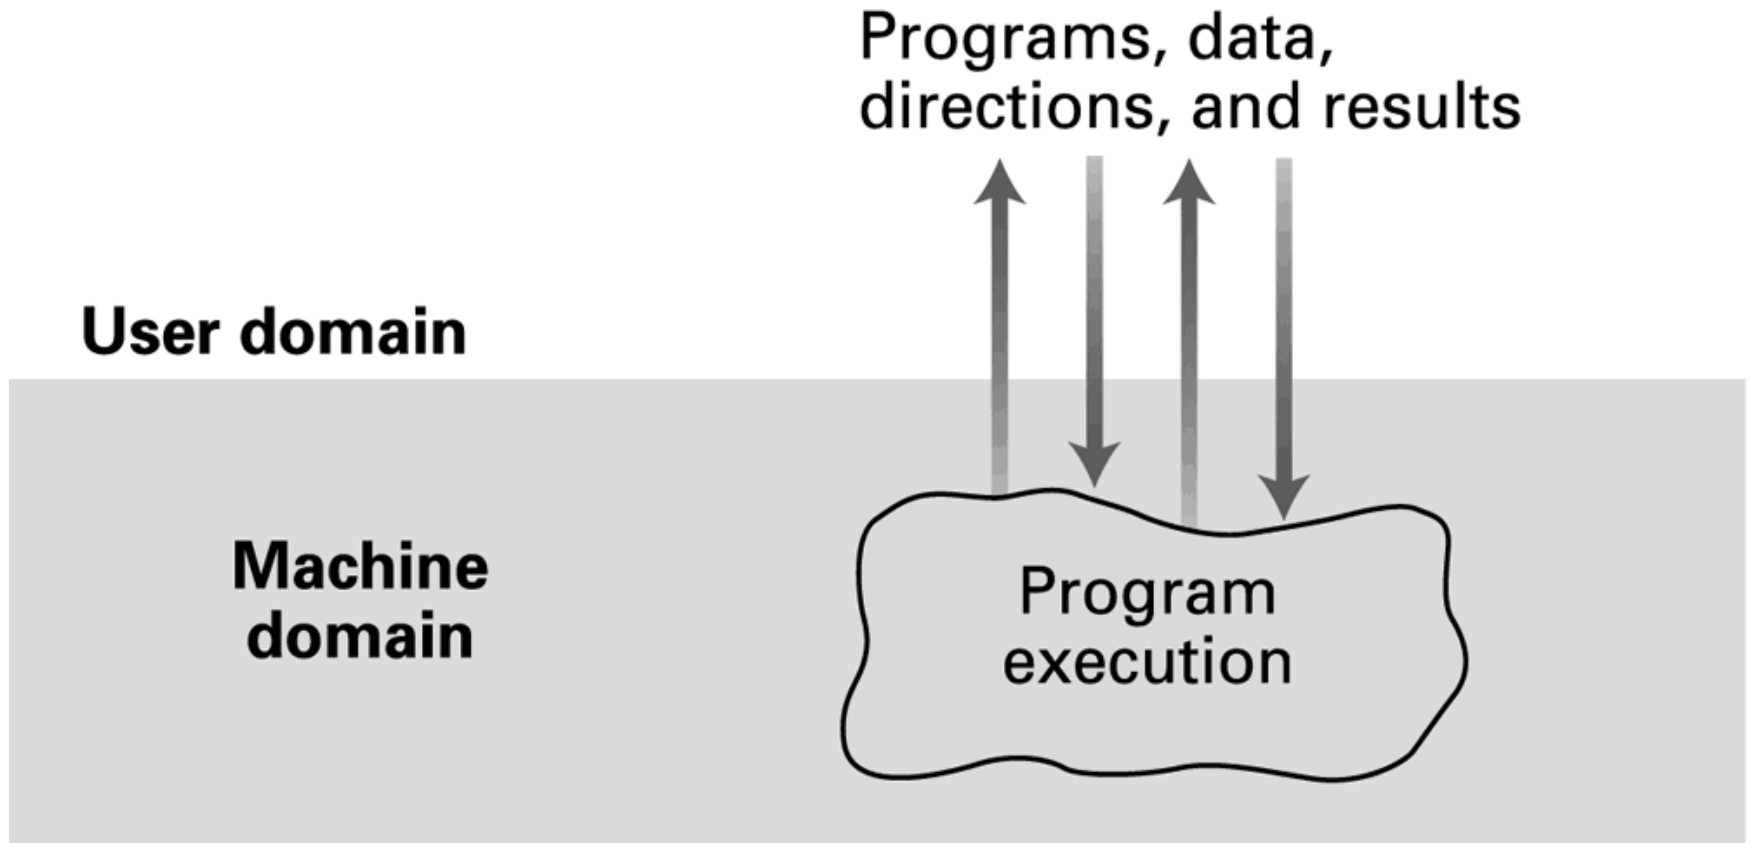 Programs, data,
directions, and results
User domain
Machine
domain
Program
execution